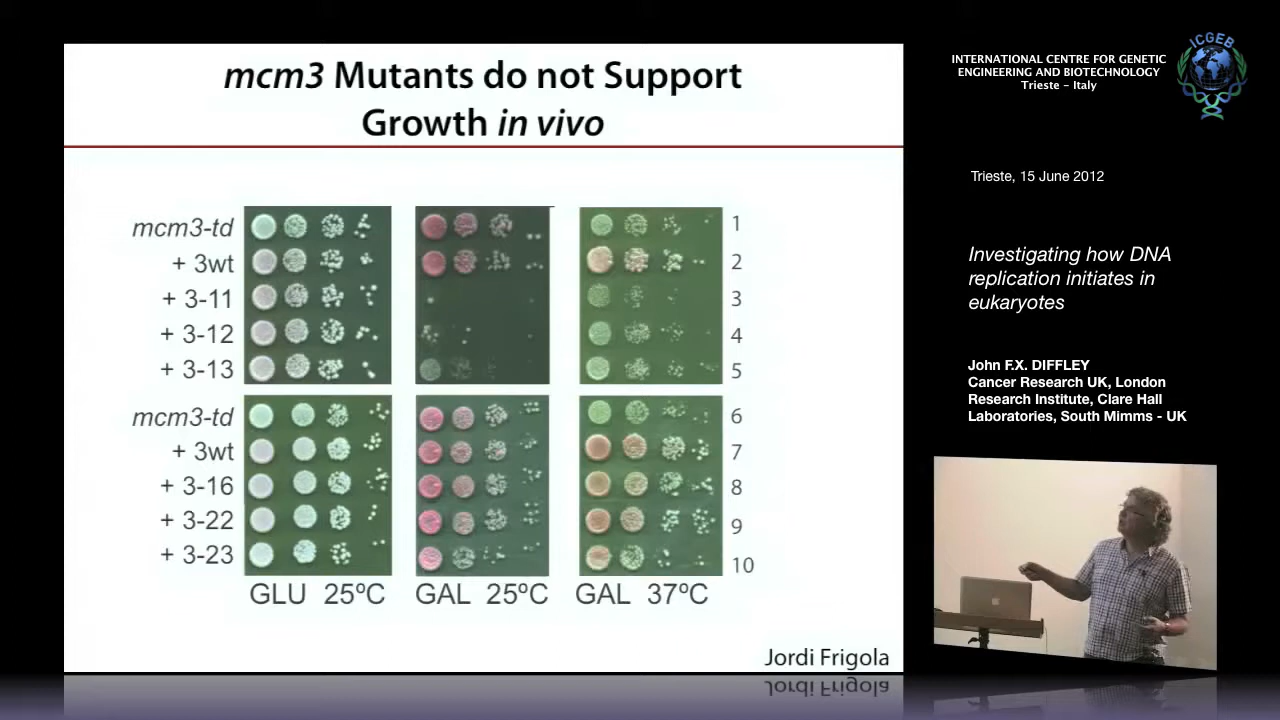 mcm3 Mutants do not Support
Growth in vivo
mcm3-td
+ 3wt
+ 3-11
+ 3-12
+ 3-13
1
2
3
4
5
mcm3-td
+ 3wt
+ 3-16
+ 3-22
+ 3-23
6
7
8
9
10
GLU 25ºC
GAL 25ºC
GAL 37ºC
Jordi Frigola
INTERNATIONAL CENTRE FOR GENETIC
ENGINEERING AND BIOTECHNOLOGY
Trieste - Italy
ICGEB
Trieste, 15 June 2012
Investigating how DNA
replication initiates in
eukaryotes
John F.X. DIFFLEY
Cancer Research UK, London
Research Institute, Clare Hall
Laboratories, South Mimms - UK